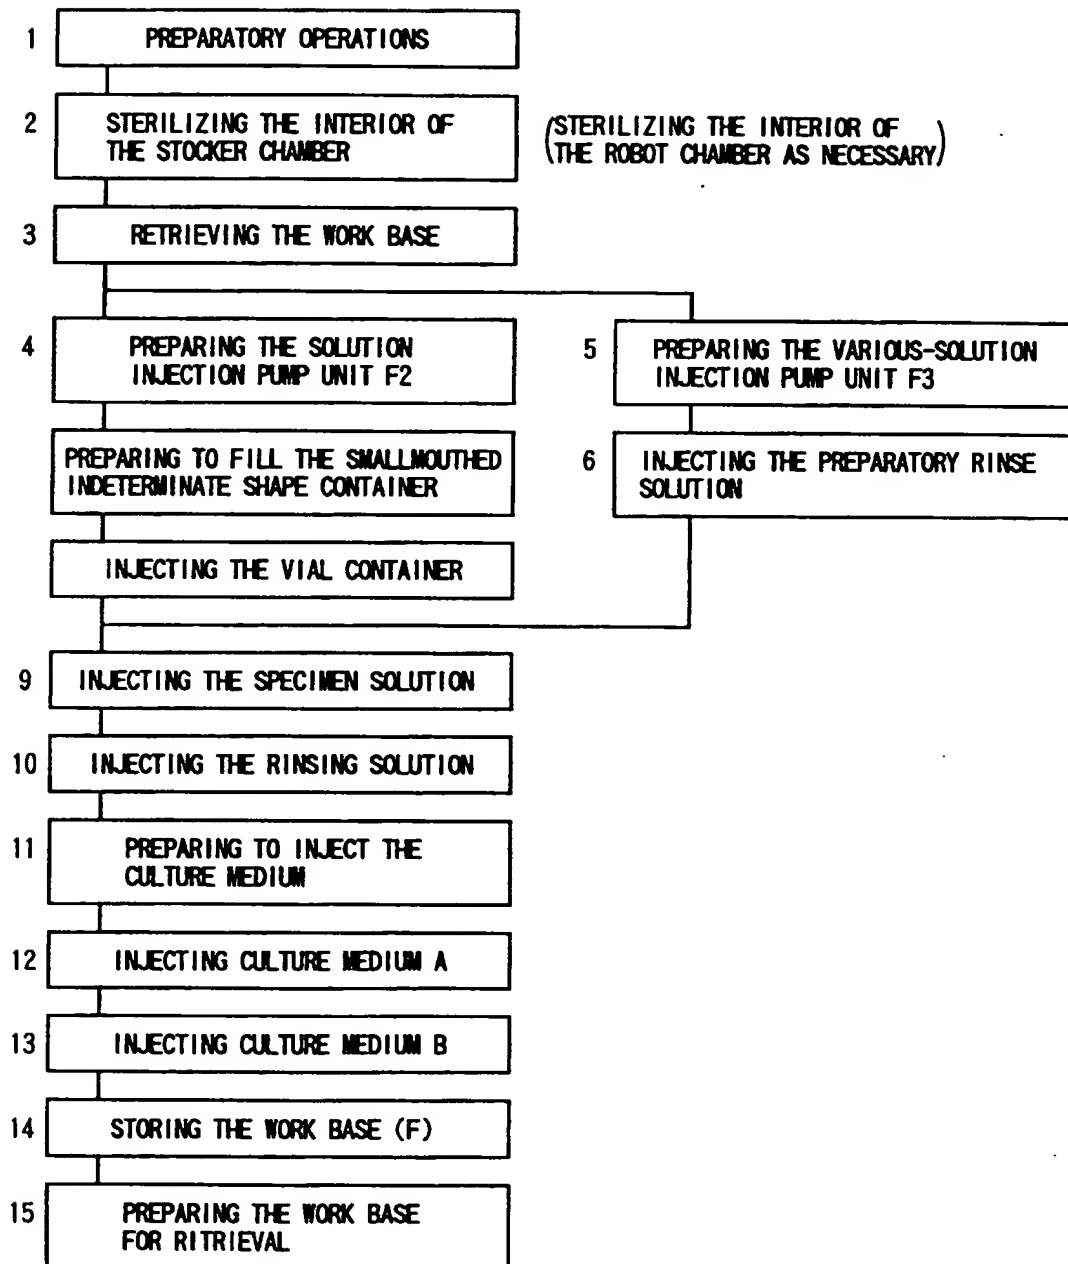 1 PREPARATORY OPERATIONS
2 STERILIZING THE INTERIOR OF
THE STOCKER CHAMBER
(STERILIZING THE INTERIOR OF
THE ROBOT CHAMBER AS NECESSARY)
3 RETRIEVING THE WORK BASE
4 PREPARING THE SOLUTION
INJECTION PUMP UNIT F2
5 PREPARING THE VARIOUS-SOLUTION
INJECTION PUMP UNIT F3
PREPARING TO FILL THE SMALLMOUTHED
INDETERMINATE SHAPE CONTAINER
6 INJECTING THE PREPARATORY RINSE
SOLUTION
INJECTING THE VIAL CONTAINER
9 INJECTING THE SPECIMEN SOLUTION
10 INJECTING THE RINSING SOLUTION
11 PREPARING TO INJECT THE
CULTURE MEDIUM
12 INJECTING CULTURE MEDIUM A
13 INJECTING CULTURE MEDIUM B
14 STORING THE WORK BASE (F)
15 PREPARING THE WORK BASE
FOR RITRIEVAL